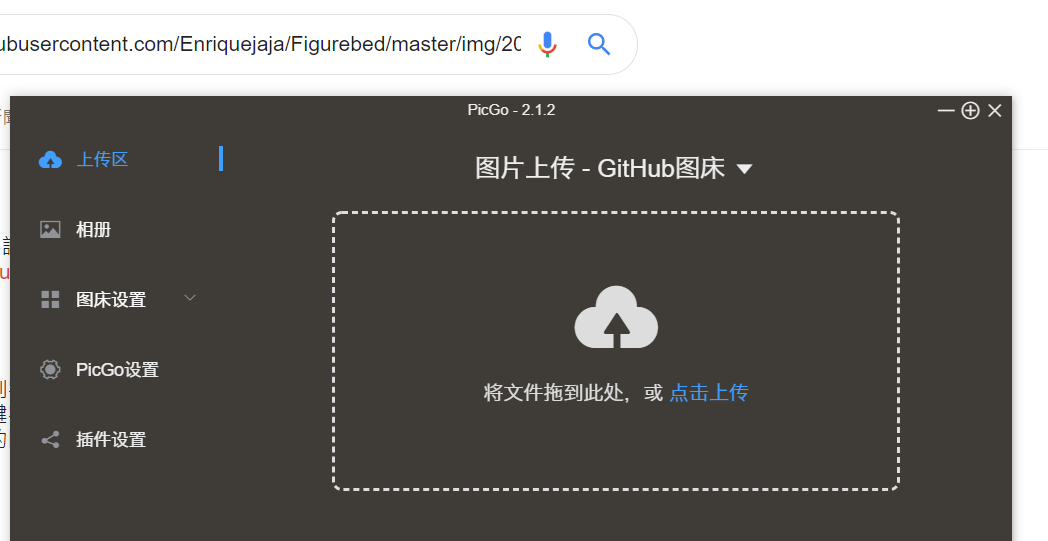 ubusercontent.com/Enriquejaja/Figurebed/master/img/20
PicGo - 2.1.2
上传区
图片上传 - GitHub图床
相册
图床设置
PicGo设置
将文件拖到此处，或 点击上传
插件设置